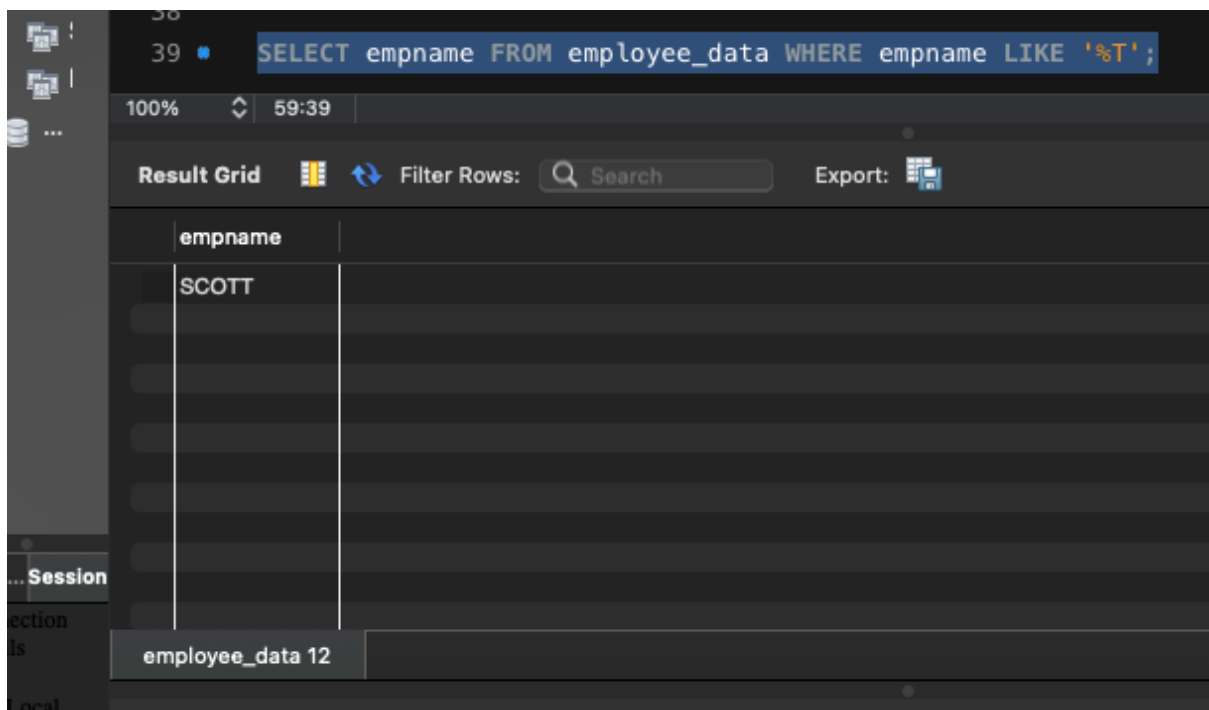 38
39 SELECT empname FROM employee_data WHERE empname LIKE '%T';
100% 59:39
...
Result Grid Filter Rows: Search Export:
empname
SCOTT
... Session
employee_data 12